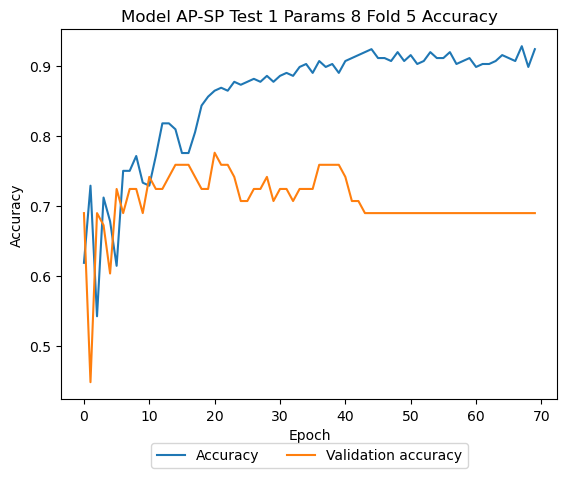 Model AP-SP Test 1 Params 8 Fold 5 Accuracy
0.9
0.8
0.7
0.6
0.5
Accuracy
0 10 20 30 40 50 60 70
Epoch
Accuracy Validation accuracy